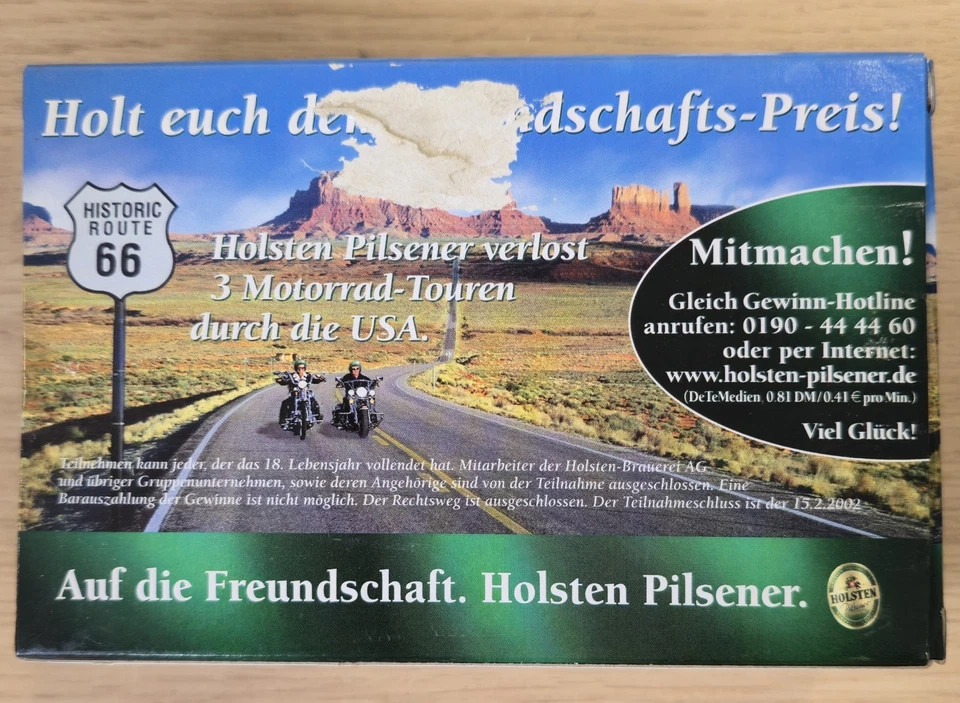 Holt euch den ndschafts-Preis!
HISTORIC
ROUTE
66
Holsten Pilsener verlost
3 Motorrad-Touren
durch die USA.
Mitmachen!
Gleich Gewinn-Hotline
anrufen: 0190 - 44 44 60
oder per Internet:
www.holsten-pilsener.de
(DeTeMedien, 0.81 DM/0.41 € pro Min.)
Viel Glück!
Teilnehmen kann jeder, der das 18. Lebensjahr vollendet hat. Mitarbeiter der Holsten-Brauerei AG
und übriger Gruppenunternehmen, sowie deren Angehörige sind von der Teilnahme ausgeschlossen. Eine
Barauszahlung der Gewinne ist nicht möglich. Der Rechtsweg ist ausgeschlossen. Der Teilnahmeschluss ist der 15.2.2002
Auf die Freundschaft. Holsten Pilsener.
HOLSTEN
Pilsener